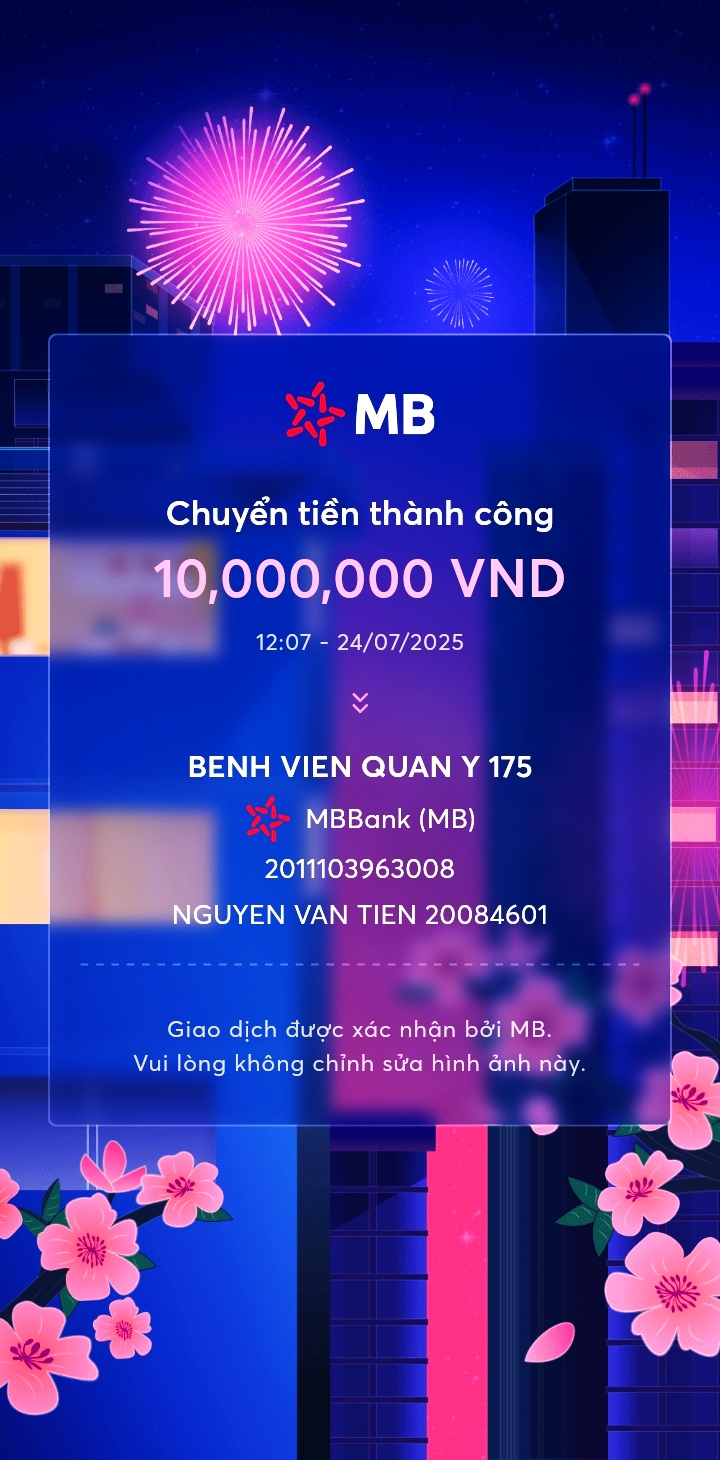 MB
Chuyển tiền thành công
10,000,000 VND
12:07 - 24/07/2025
BENH VIEN QUAN Y 175
MBBank (MB)
2011103963008
NGUYEN VAN TIEN 20084601
Giao dịch được xác nhận bởi MB.
Vui lòng không chỉnh sửa hình ảnh này.